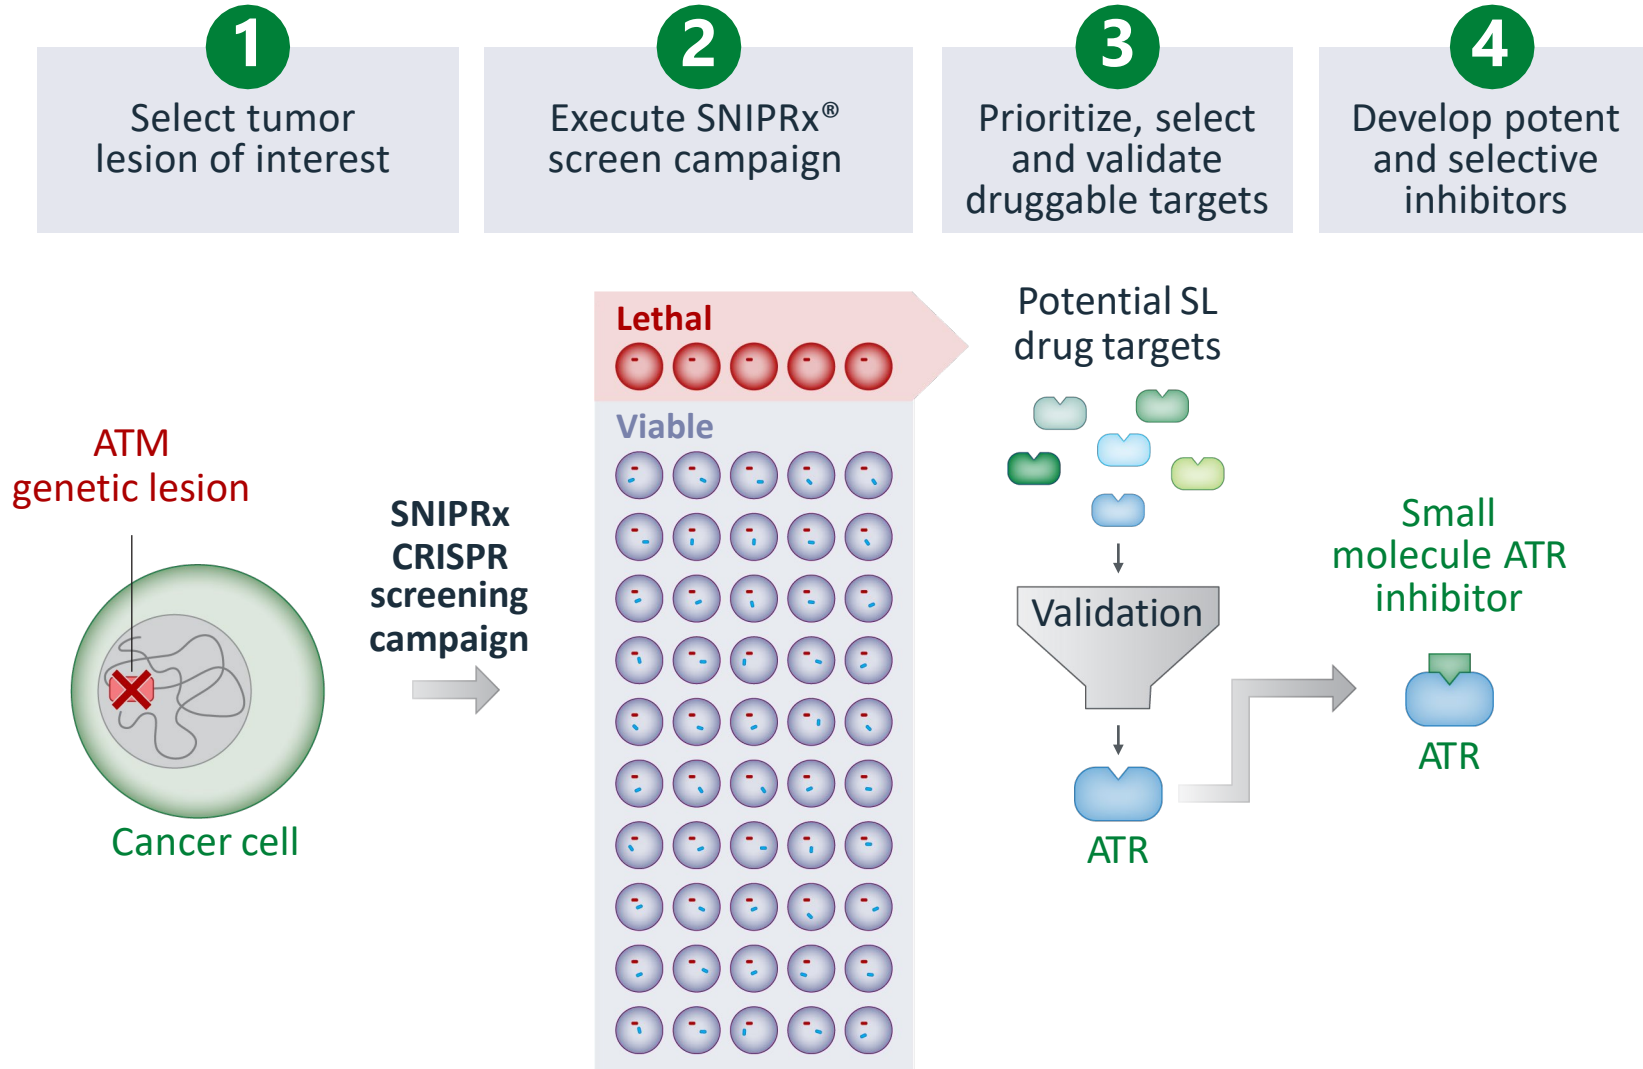 1
Select tumor
lesion of interest
2
Execute SNIPRx®
screen campaign
3
Prioritize, select
and validate
druggable targets
4
Develop potent
and selective
inhibitors
ATM
genetic lesion
Cancer cell
SNIPRx
CRISPR
screening
campaign
Lethal
Viable
Potential SL
drug targets
Validation
ATR
Small
molecule ATR
inhibitor
ATR